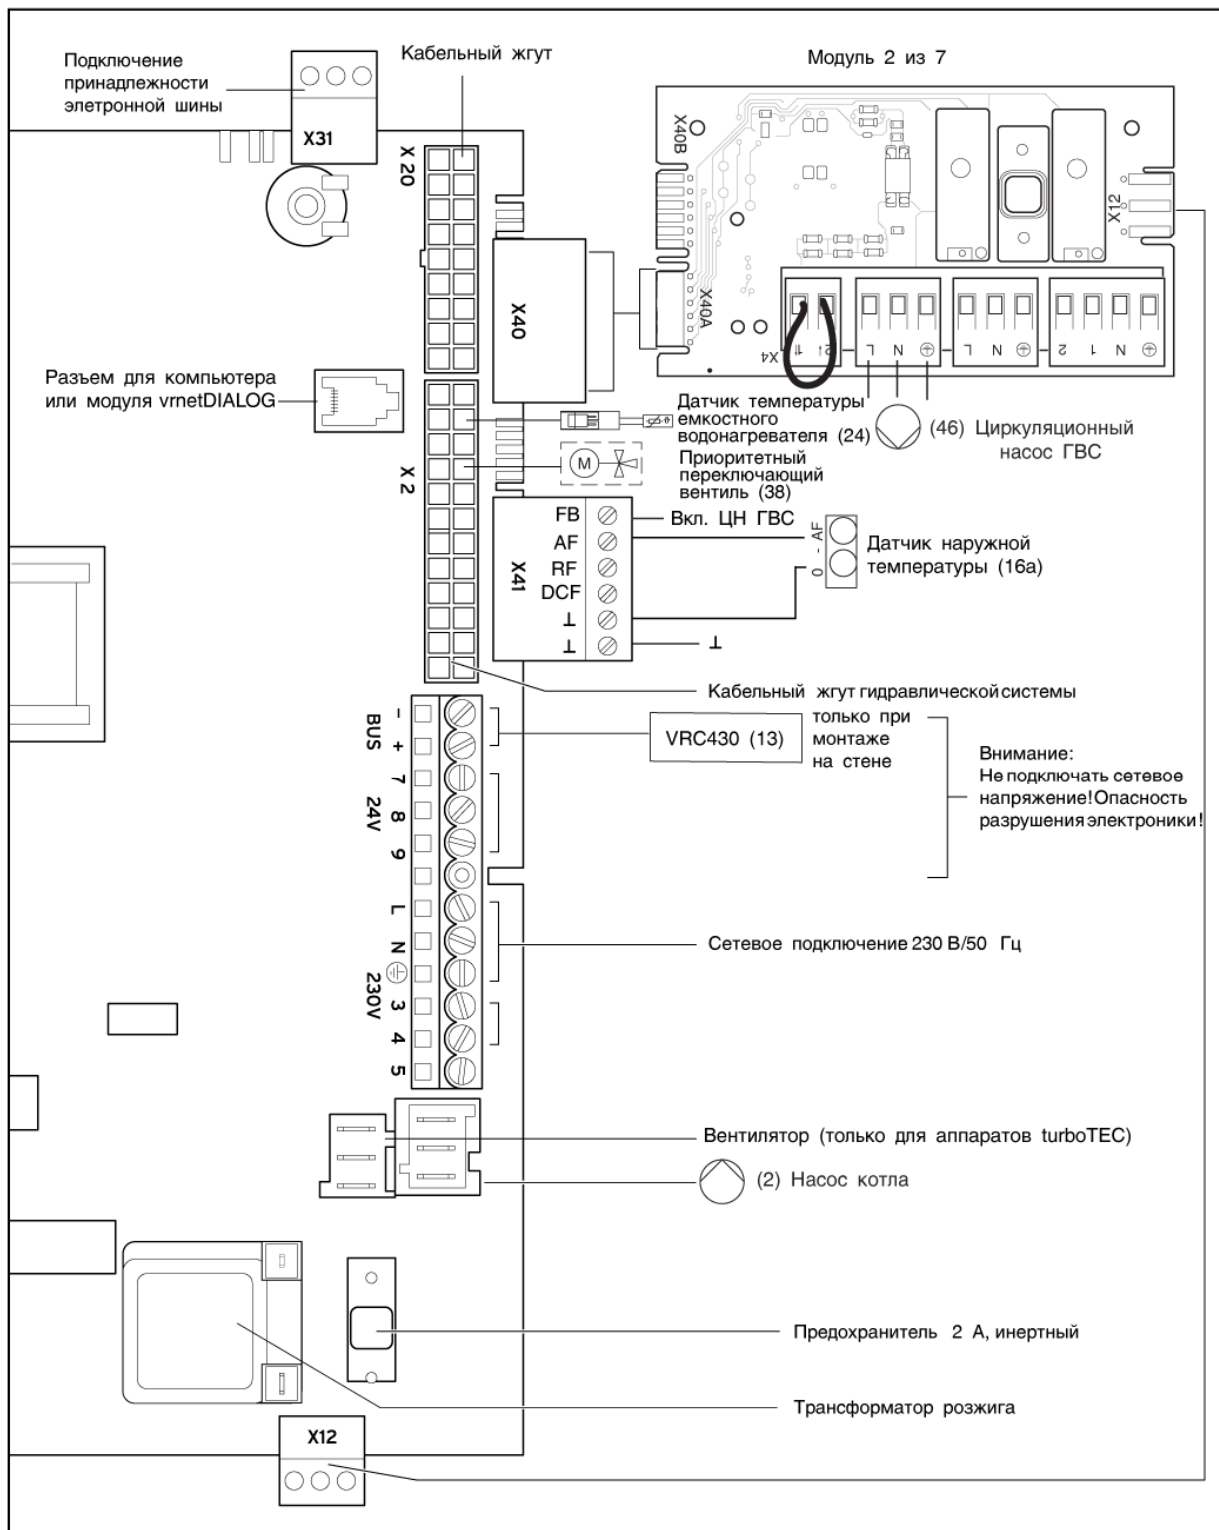 Подключение
принадлежности
элетронной шины
Кабельный жгут
Модуль 2 из 7
X31
X 20
X40B
X12
X40
X40A
X4
L N
L N
2 1 N
Разъем для компьютера
или модуля vrnetDIALOG
Датчик температуры
емкостного
водонагревателя (24)
(46) Циркуляционный
насос ГВС
M
Приоритетный
переключающий
вентиль (38)
X 2
X41
FB
AF
RF
DCF
⊥
⊥
Вкл. ЦН ГВС
0 - AF
Датчик наружной
температуры (16а)
⊥
Кабельный жгут гидравлической системы
BUS
- +
VRC430 (13)
только при
монтаже
на стене
Внимание:
Не подключать сетевое
напряжение! Опасность
разрушения электроники!
24V
7 8 9
L N
Сетевое подключение 230 В/50 Гц
230V
3 4 5
Вентилятор (только для аппаратов turboTEC)
(2) Насос котла
Предохранитель 2 А, инертный
Трансформатор розжига
X12